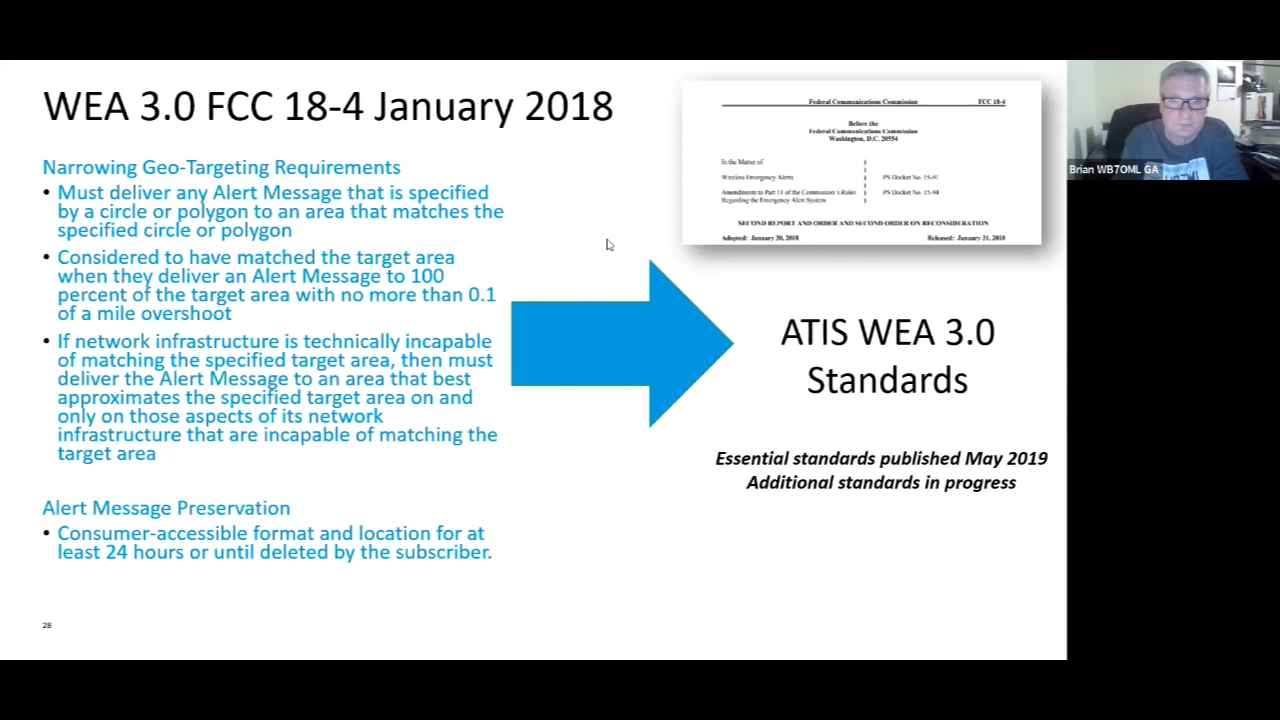 WEA 3.0 FCC 18-4 January 2018
Narrowing Geo-Targeting Requirements
• Must deliver any Alert Message that is specified
by a circle or polygon to an area that matches the
specified circle or polygon
• Considered to have matched the target area
when they deliver an Alert Message to 100
percent of the target area with no more than 0.1
of a mile overshoot
• If network infrastructure is technically incapable
of matching the specified target area, then must
deliver the Alert Message to an area that best
approximates the specified target area on and
only on those aspects of its network
infrastructure that are incapable of matching the
target area
Alert Message Preservation
• Consumer-accessible format and location for at
least 24 hours or until deleted by the subscriber.
28
Federal Communications Commission FCC 18-4
Before the
Federal Communications Commission
Washington, D.C. 20554
In the Matter of )
)
Wireless Emergency Alerts ) PS Docket No. 15-91
)
Amendments to Part 11 of the Commission's Rules ) PS Docket No. 15-94
Regarding the Emergency Alert System )
SECOND REPORT AND ORDER AND SECOND ORDER ON RECONSIDERATION
Adopted: January 30, 2018 Released: January 31, 2018
ATIS WEA 3.0
Standards
Essential standards published May 2019
Additional standards in progress
Brian WB7OML GA